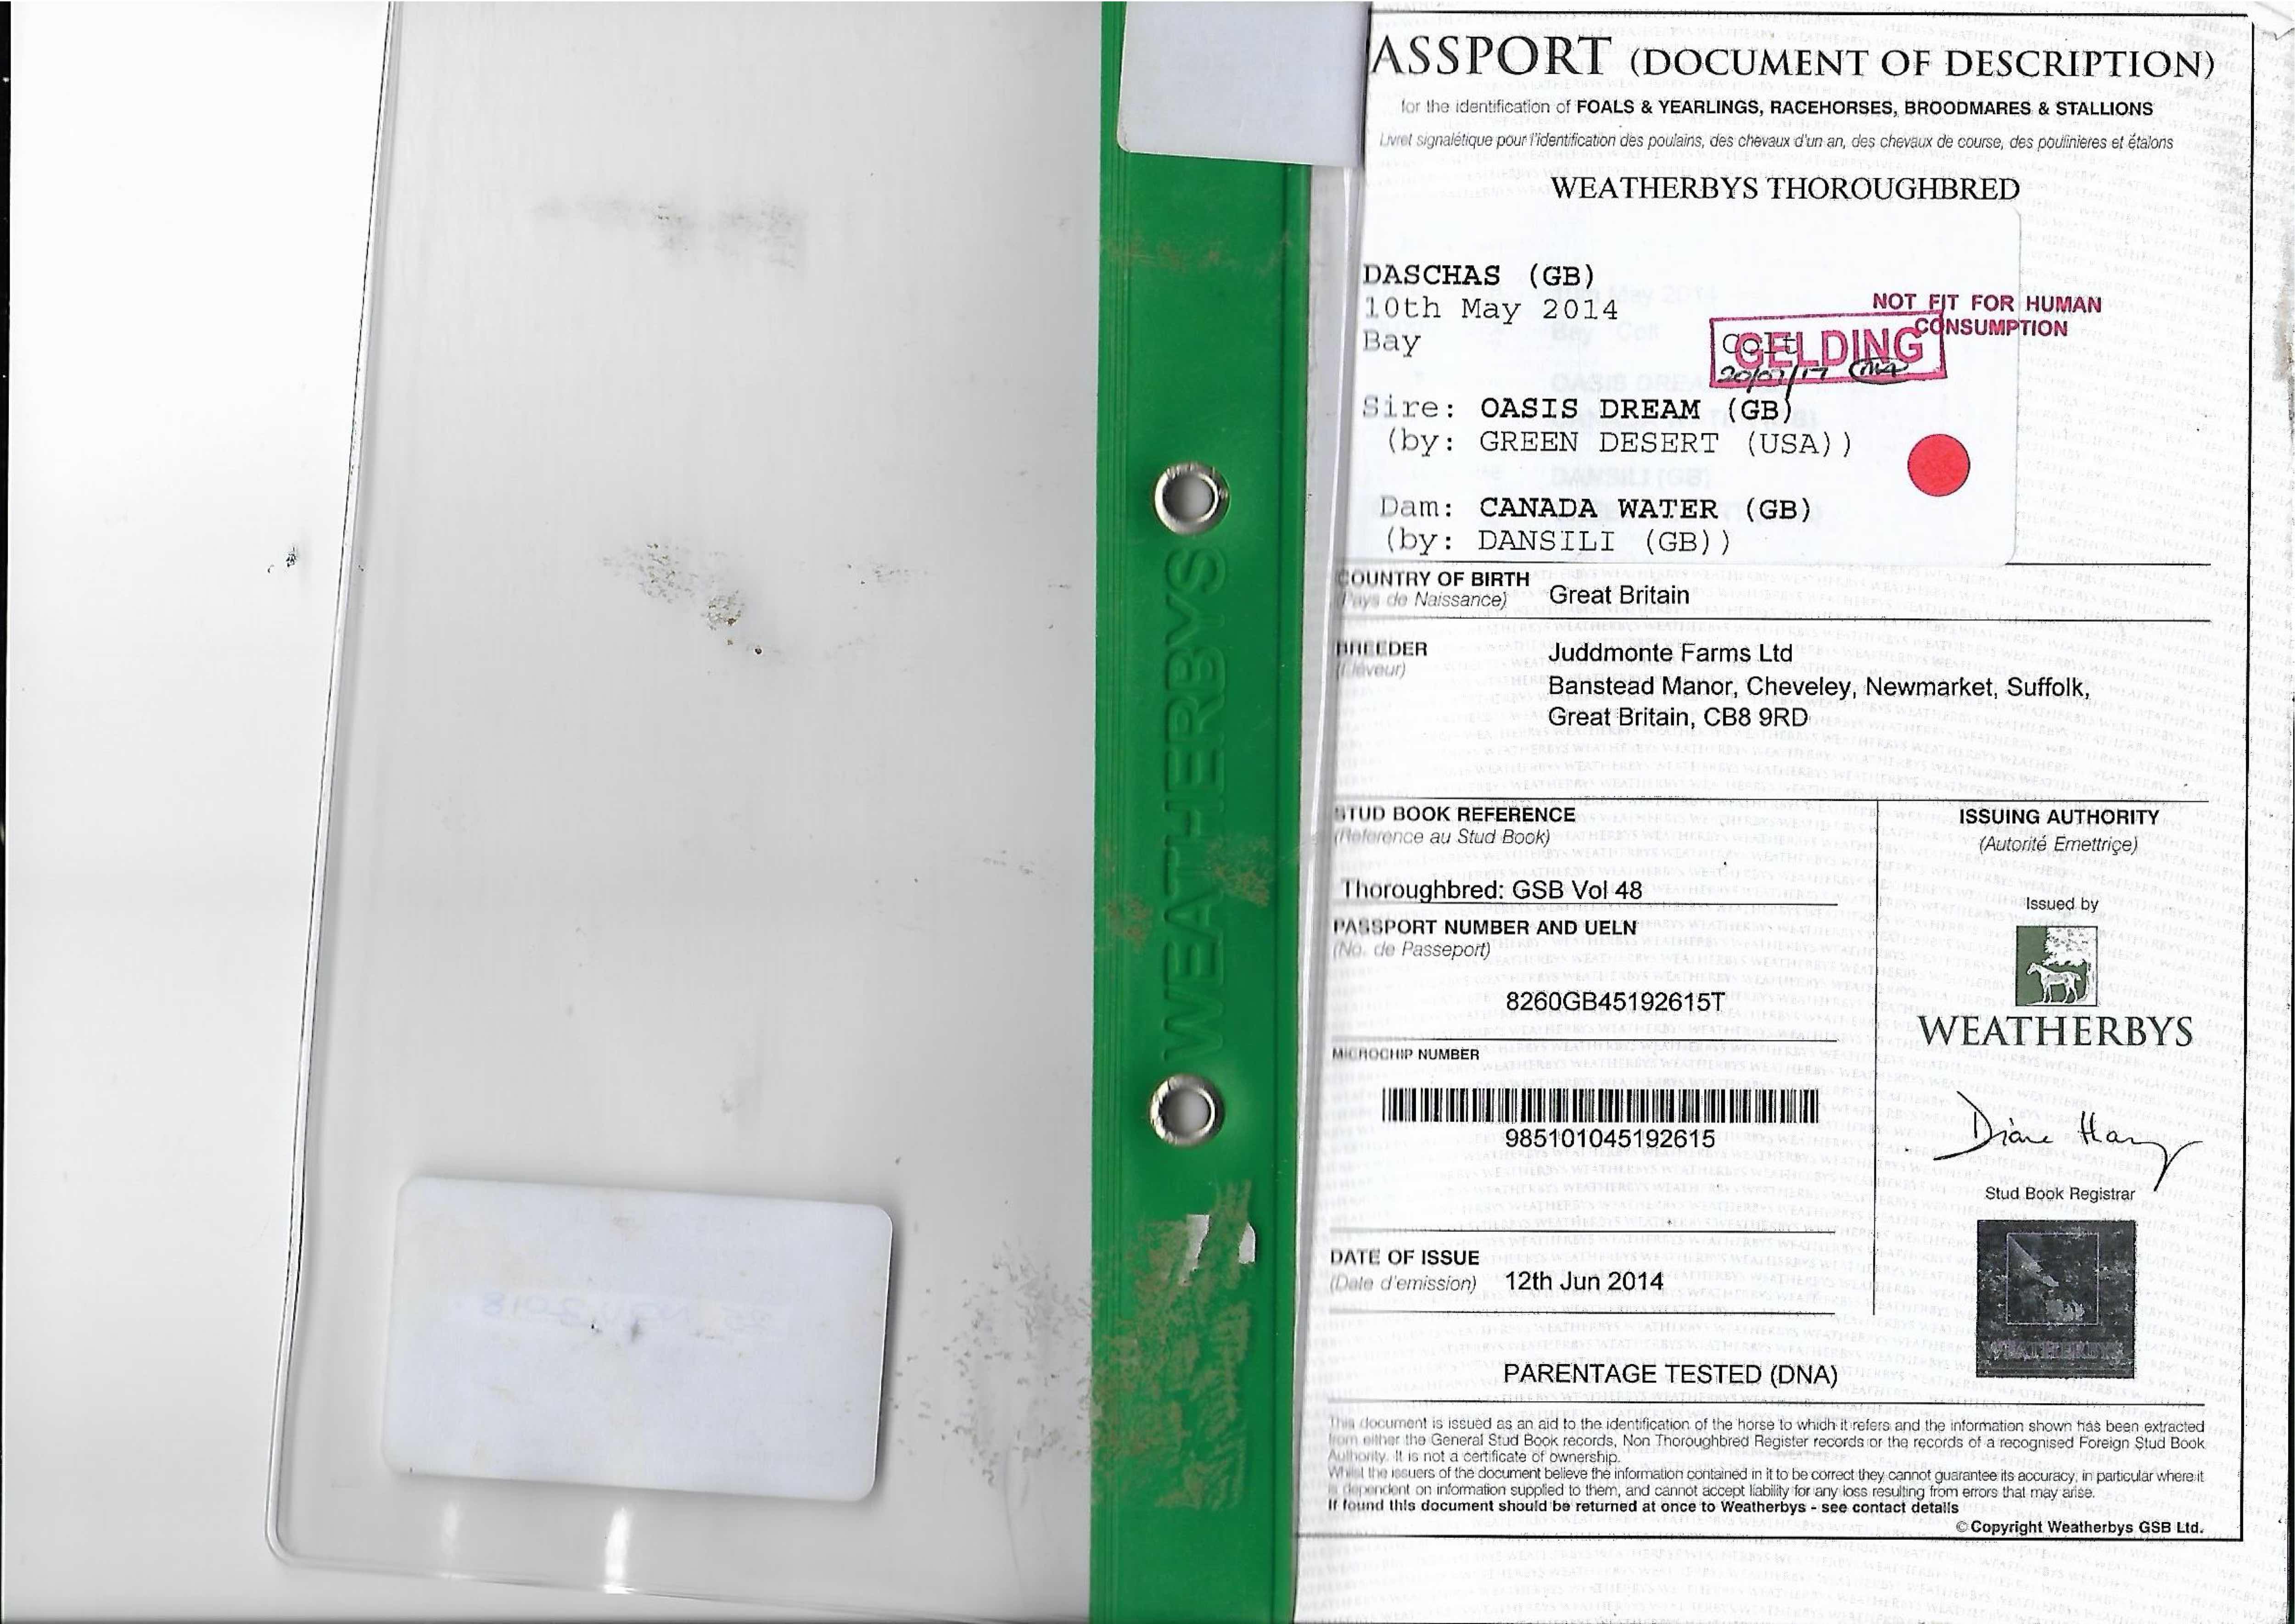 WEATHERBYS
ASSPORT (DOCUMENT OF DESCRIPTION)
for the identification of FOALS & YEARLINGS, RACEHORSES, BROODMARES & STALLIONS
Livret signalétique pour l'identification des poulains, des chevaux d'un an, des chevaux de course, des poulinieres et étalons
WEATHERBYS THOROUGHBRED
DASCHAS (GB)
10th May 2014
NOT FIT FOR HUMAN
CONSUMPTION
Bay
Colt
GELDING
20/07/17
Sire: OASIS DREAM (GB)
(by: GREEN DESERT (USA))
Dam: CANADA WATER (GB)
(by: DANSILI (GB))
COUNTRY OF BIRTH
(Pays de Naissance)
Great Britain
BREEDER
(Eleveur)
Juddmonte Farms Ltd
Banstead Manor, Cheveley, Newmarket, Suffolk,
Great Britain, CB8 9RD
STUD BOOK REFERENCE
(Reference au Stud Book)
Thoroughbred: GSB Vol 48
PASSPORT NUMBER AND UELN
(No. de Passeport)
8260GB45192615T
MICROCHIP NUMBER
985101045192615
DATE OF ISSUE
(Date d'emission) 12th Jun 2014
PARENTAGE TESTED (DNA)
ISSUING AUTHORITY
(Autorité Emettriçe)
Issued by
WEATHERBYS
Stud Book Registrar
WEATHERBYS
This document is issued as an aid to the identification of the horse to which it refers and the information shown has been extracted
from either the General Stud Book records, Non Thoroughbred Register records or the records of a recognised Foreign Stud Book
Authority. It is not a certificate of ownership.
Whilst the issuers of the document believe the information contained in it to be correct they cannot guarantee its accuracy, in particular where it
is dependent on information supplied to them, and cannot accept liability for any loss resulting from errors that may arise.
If found this document should be returned at once to Weatherbys - see contact details
© Copyright Weatherbys GSB Ltd.